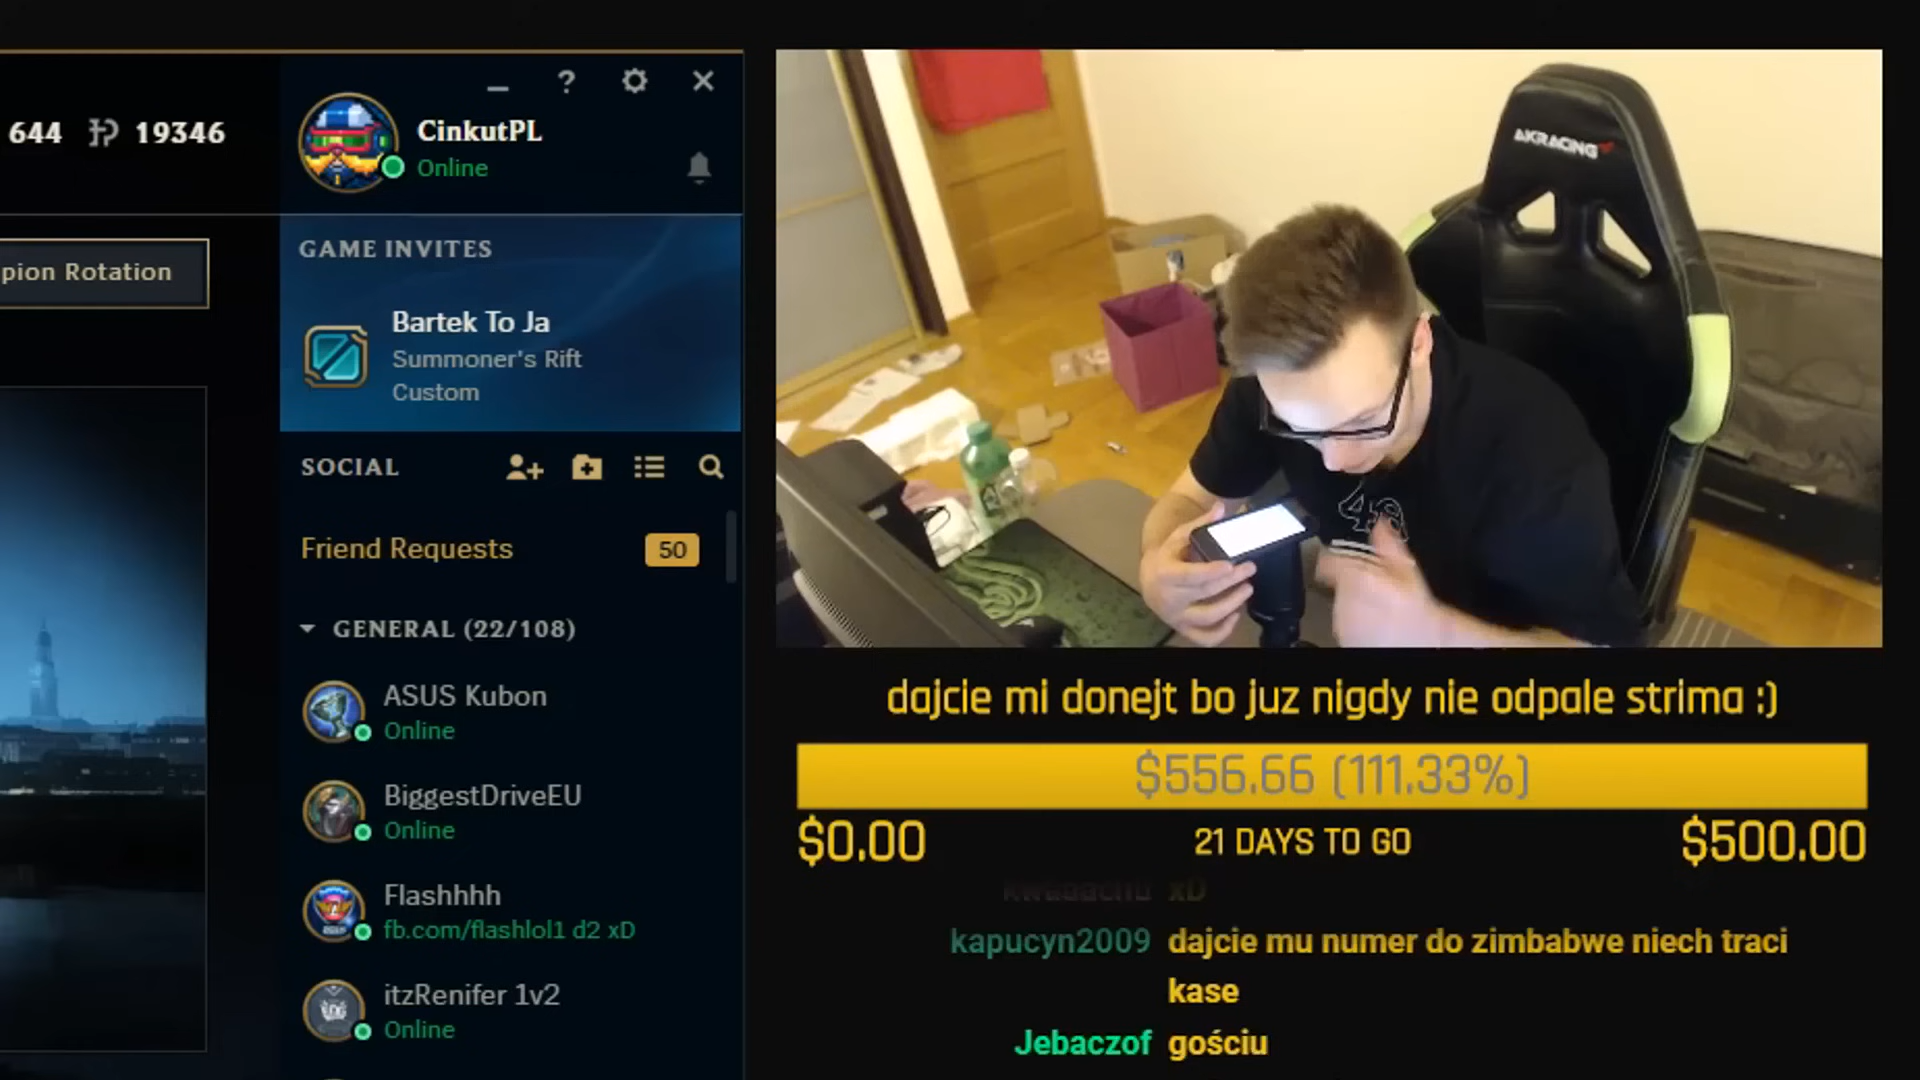 644 19346
CinkutPL
Online
pion Rotation
GAME INVITES
Bartek To Ja
Summoner's Rift
Custom
SOCIAL
Friend Requests 50
GENERAL (22/108)
ASUS Kubon
Online
BiggestDriveEU
Online
Flashhhh
fb.com/flashlol1 d2 xD
itzRenifer 1v2
Online
AKRACING
49
dajcie mi donejt bo juz nigdy nie odpale strima :)
$556.66 (111.33%)
$0.00 21 DAYS TO GO $500.00
xD
kapucyn2009 dajcie mu numer do zimbabwe niech traci
kase
Jebaczof gościu